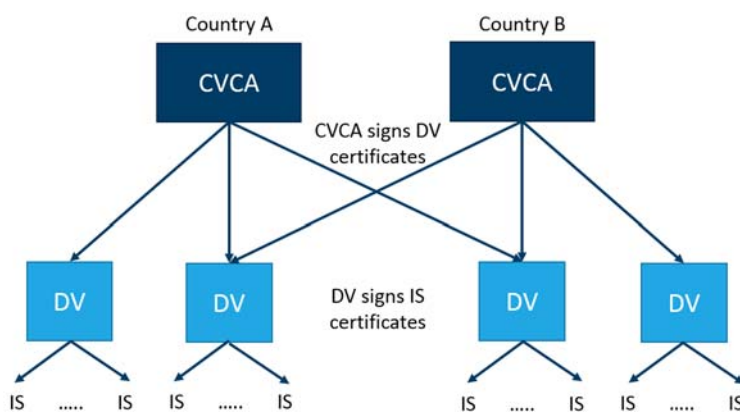 Country A
Country B
CVCA
CVCA
CVCA signs DV
certificates
DV
DV
DV signs IS
certificates
DV
DV
IS ..... IS
IS ..... IS
IS ..... IS
IS ..... IS